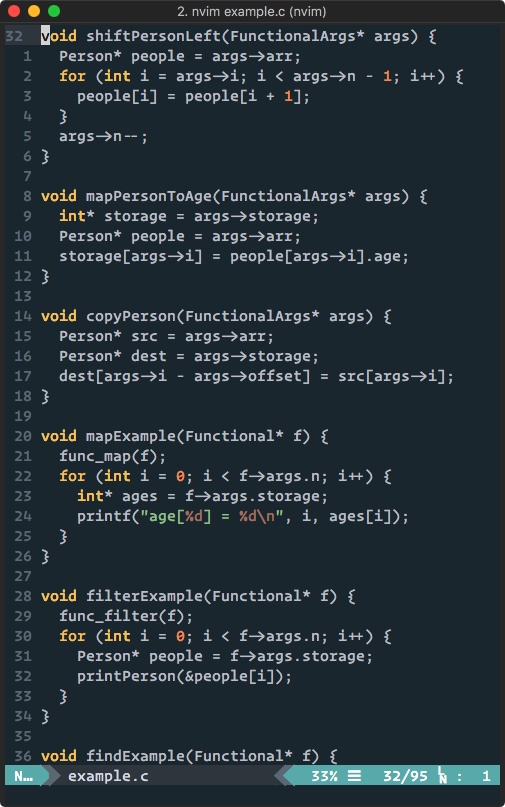 2. nvim example.c (nvim)
32 void shiftPersonLeft(FunctionalArgs* args) {
1   Person* people = args->arr;
2   for (int i = args->i; i < args->n - 1; i++) {
3     people[i] = people[i + 1];
4   }
5   args->n--;
6 }
7
8 void mapPersonToAge(FunctionalArgs* args) {
9   int* storage = args->storage;
10   Person* people = args->arr;
11   storage[args->i] = people[args->i].age;
12 }
13
14 void copyPerson(FunctionalArgs* args) {
15   Person* src = args->arr;
16   Person* dest = args->storage;
17   dest[args->i - args->offset] = src[args->i];
18 }
19
20 void mapExample(Functional* f) {
21   func_map(f);
22   for (int i = 0; i < f->args.n; i++) {
23     int* ages = f->args.storage;
24     printf("age[%d] = %d\n", i, ages[i]);
25   }
26 }
27
28 void filterExample(Functional* f) {
29   func_filter(f);
30   for (int i = 0; i < f->args.n; i++) {
31     Person* people = f->args.storage;
32     printPerson(&people[i]);
33   }
34 }
35
36 void findExample(Functional* f) {
N… example.c 33% ☰ 32/95 LN : 1